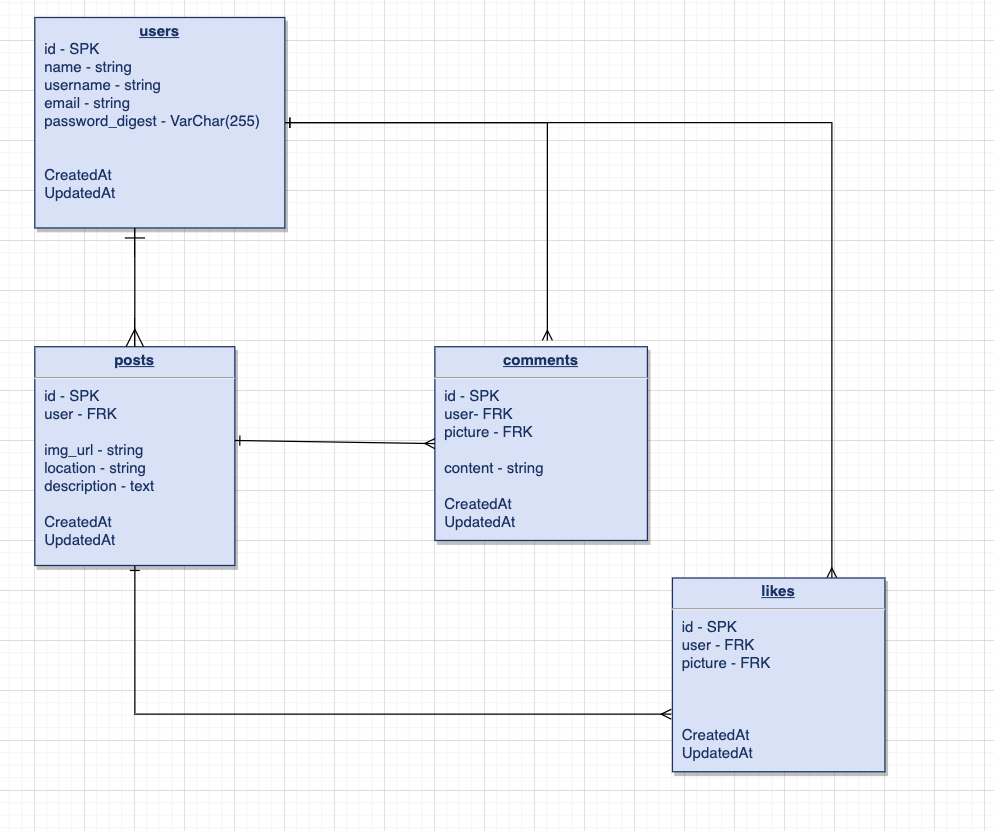 users
id - SPK
name - string
username - string
email - string
password_digest - VarChar(255)
CreatedAt
UpdatedAt
posts
id - SPK
user - FRK
img_url - string
location - string
description - text
CreatedAt
UpdatedAt
comments
id - SPK
user- FRK
picture - FRK
content - string
CreatedAt
UpdatedAt
likes
id - SPK
user - FRK
picture - FRK
CreatedAt
UpdatedAt